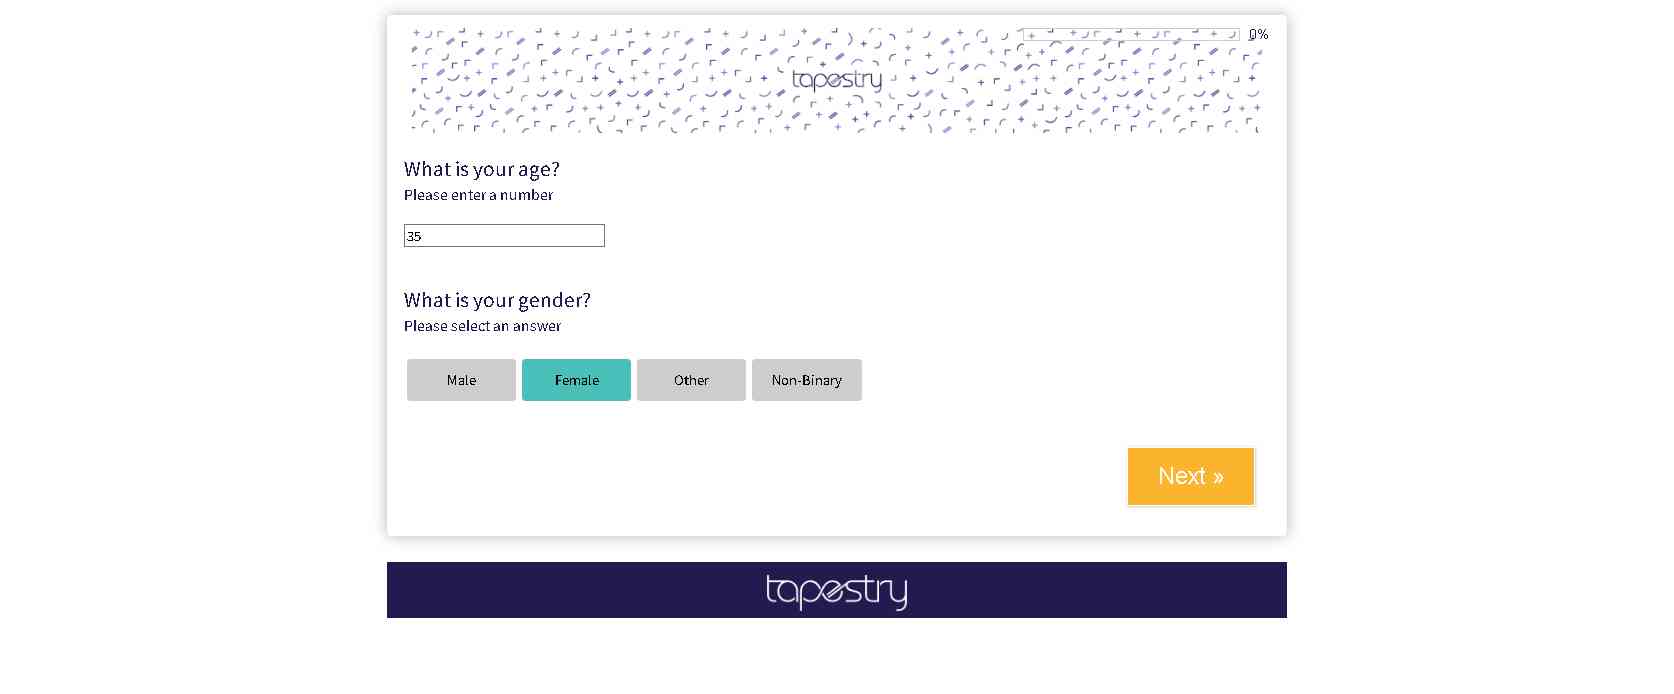 0%
tapestry
What is your age?
Please enter a number
35
What is your gender?
Please select an answer
Male Female Other Non-Binary
Next »
tapestry